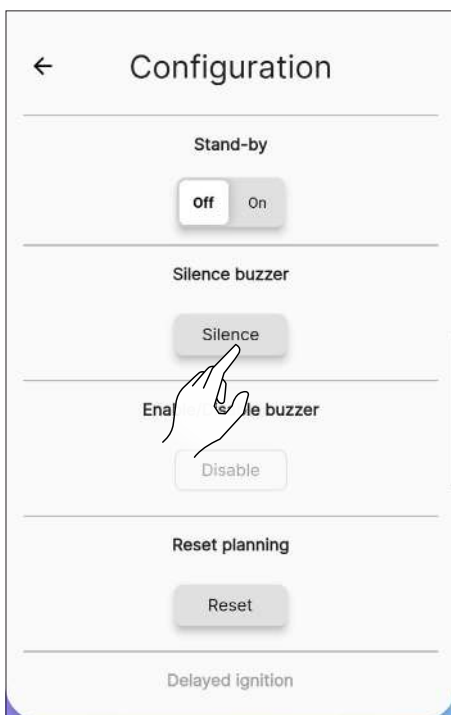 Configuration
Stand-by
Off On
Silence buzzer
Silence
Enable/Disable buzzer
Disable
Reset planning
Reset
Delayed ignition